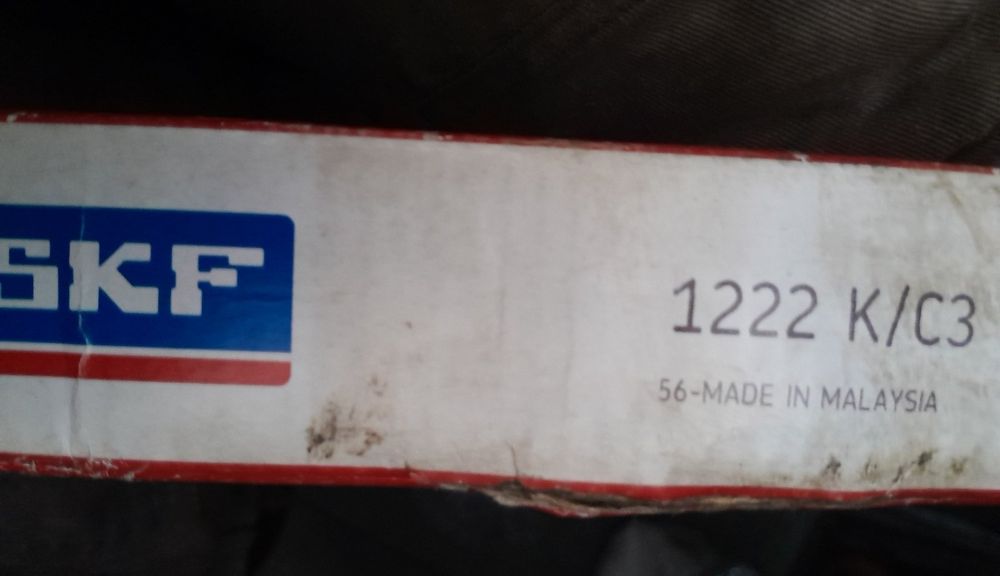 SKF
1222 K/C3
56-MADE IN MALAYSIA